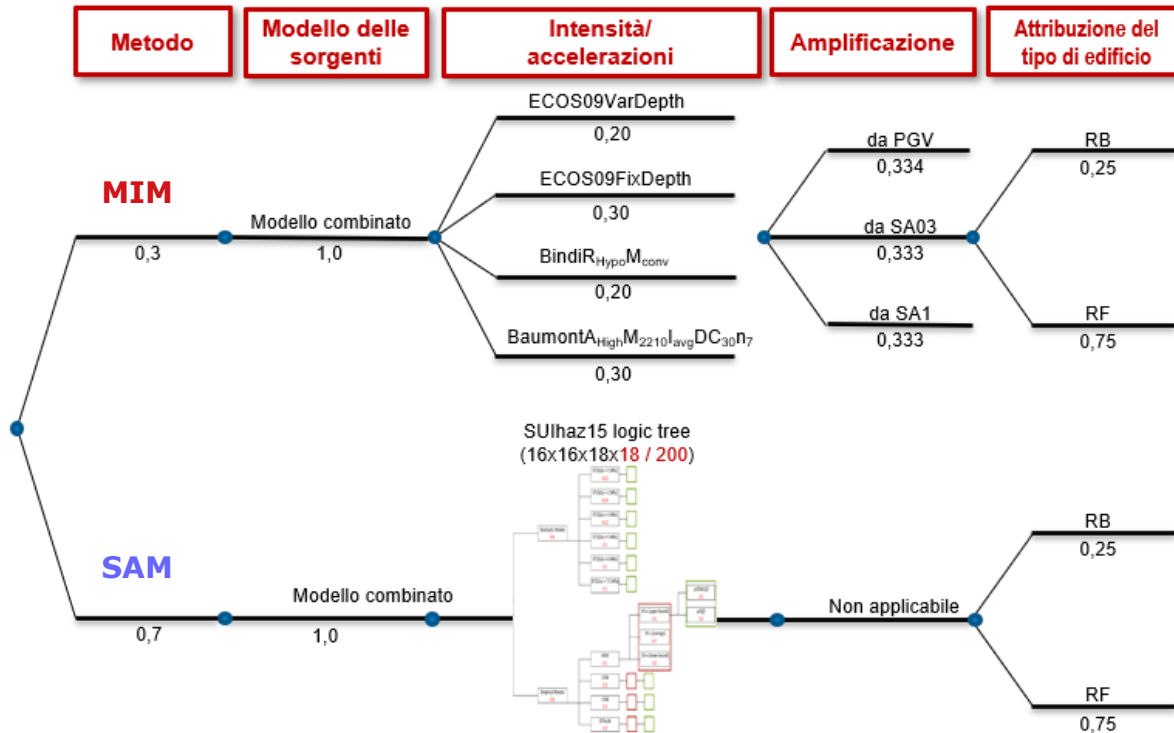 Metodo
Modello delle
sorgenti
Intensità/
accelerazioni
Amplificazione
Attribuzione del
tipo di edificio
MIM
0,3
Modello combinato
1,0
ECOS09VarDepth
0,20
ECOS09FixDepth
0,30
BindiR_HypoM_conv
0,20
BaumontA_HighM_2210I_avgDC_30n_7
0,30
da PGV
0,334
da SA03
0,333
da SA1
0,333
RB
0,25
RF
0,75
SAM
0,7
Modello combinato
1,0
SUIhaz15 logic tree
(16x16x18x18 / 200)
Non applicabile
RB
0,25
RF
0,75